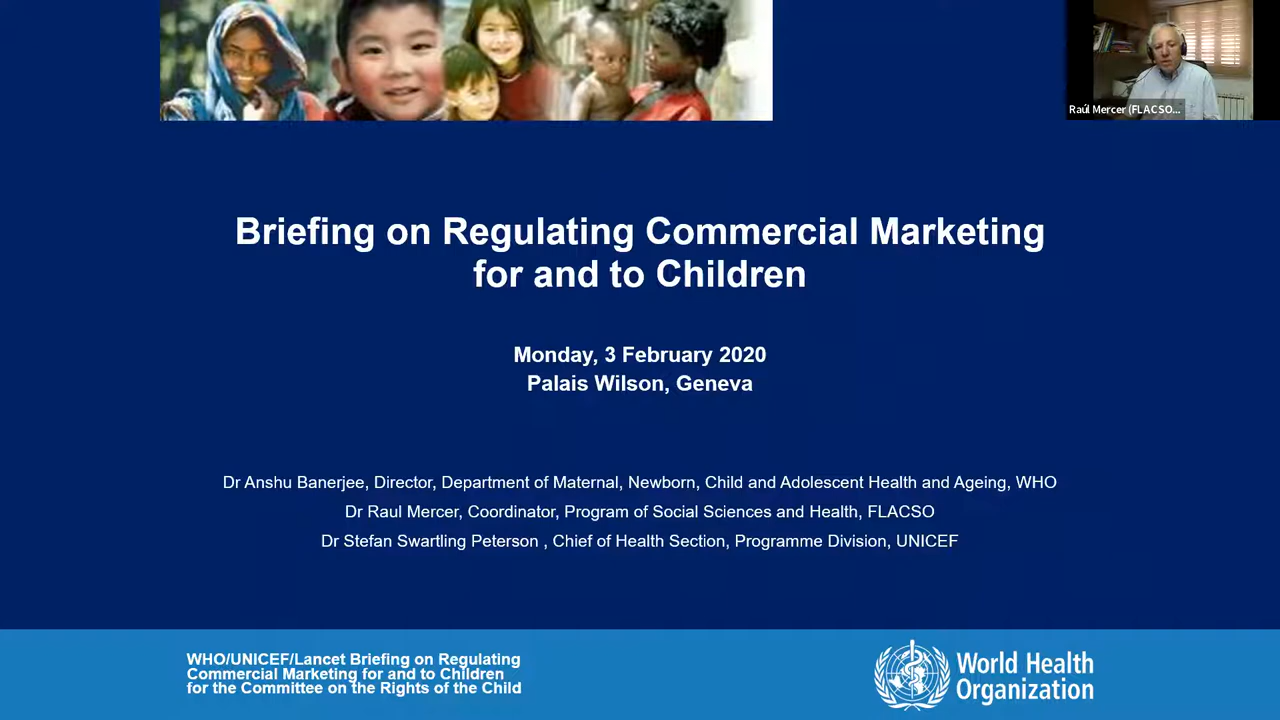 Raúl Mercer (FLACSO...
Briefing on Regulating Commercial Marketing
for and to Children
Monday, 3 February 2020
Palais Wilson, Geneva
Dr Anshu Banerjee, Director, Department of Maternal, Newborn, Child and Adolescent Health and Ageing, WHO
Dr Raul Mercer, Coordinator, Program of Social Sciences and Health, FLACSO
Dr Stefan Swartling Peterson , Chief of Health Section, Programme Division, UNICEF
WHO/UNICEF/Lancet Briefing on Regulating
Commercial Marketing for and to Children
for the Committee on the Rights of the Child
World Health
Organization